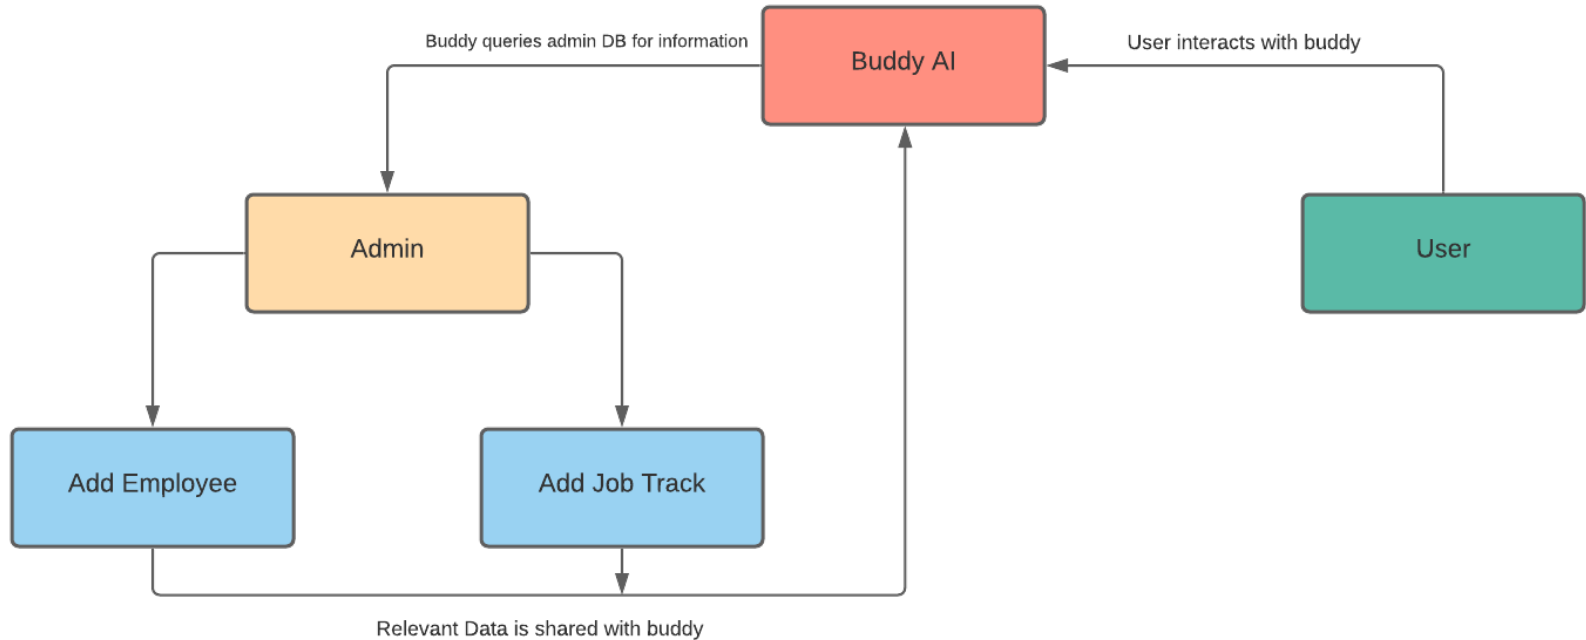 Buddy queries admin DB for information
Buddy AI
User interacts with buddy
Admin
User
Add Employee
Add Job Track
Relevant Data is shared with buddy